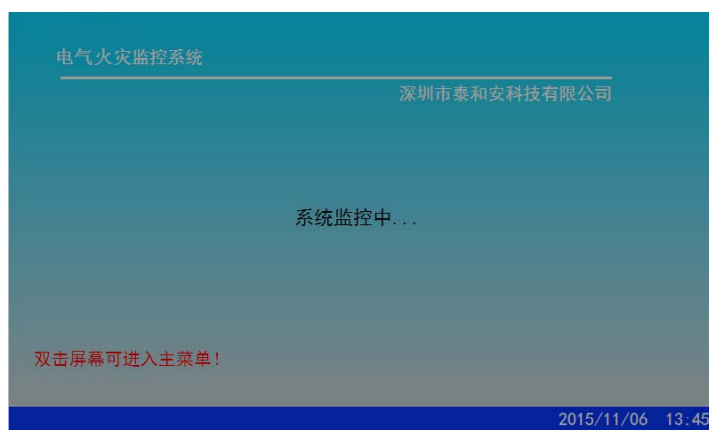 电气火灾监控系统
深圳市泰和安科技有限公司
系统监控中...
双击屏幕可进入主菜单！
2015/11/06 13:45